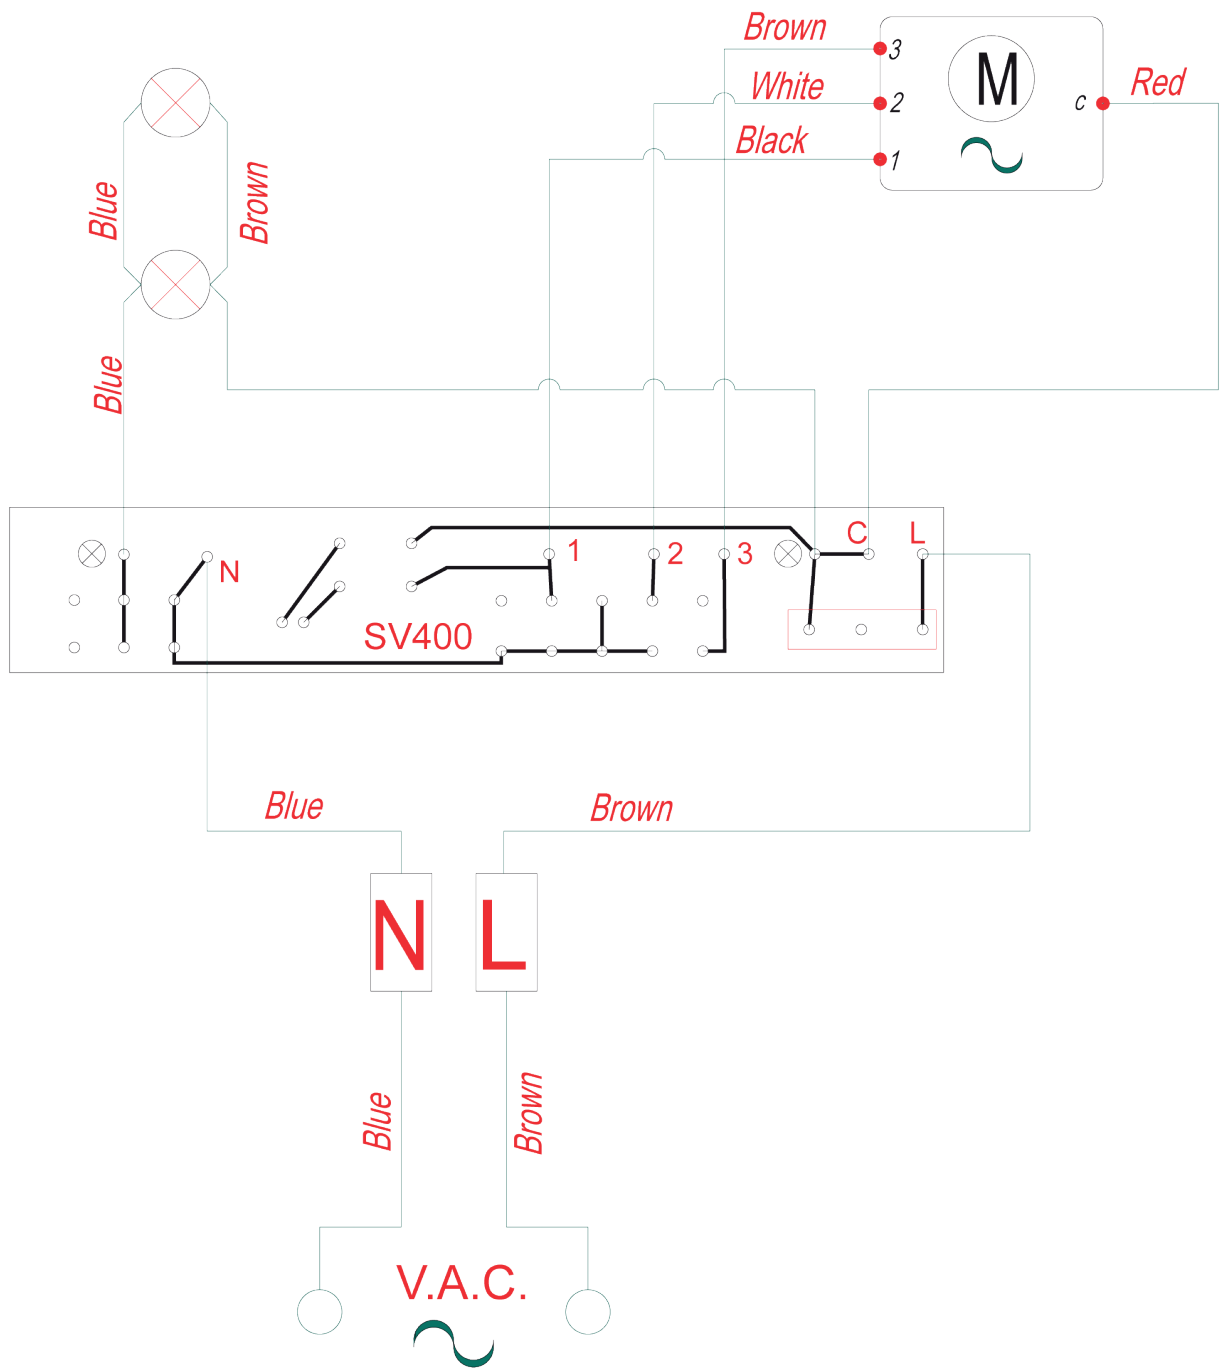 Brown
3
White
2
M
c
Red
Black
1
Blue
Brown
Blue
1
2
3
C
L
N
SV400
Blue
Brown
N
L
Blue
Brown
V.A.C.